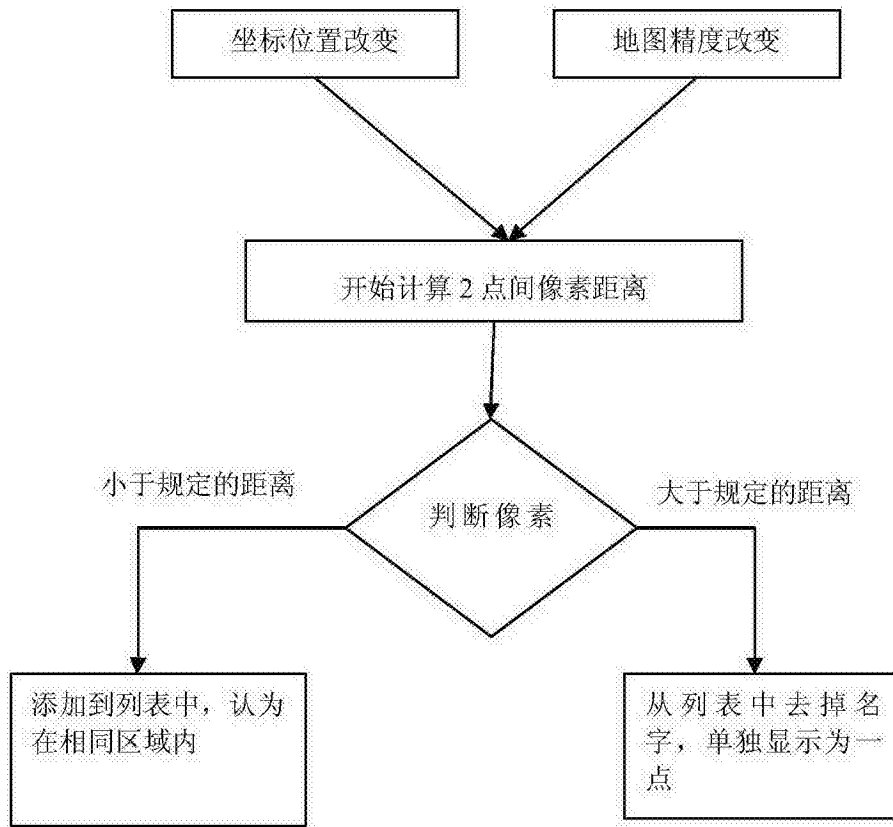 坐标位置改变
地图精度改变
开始计算2点间像素距离
小于规定的距离
判断像素
大于规定的距离
添加到列表中，认为
在相同区域内
从列表中去掉名
字，单独显示为一
点